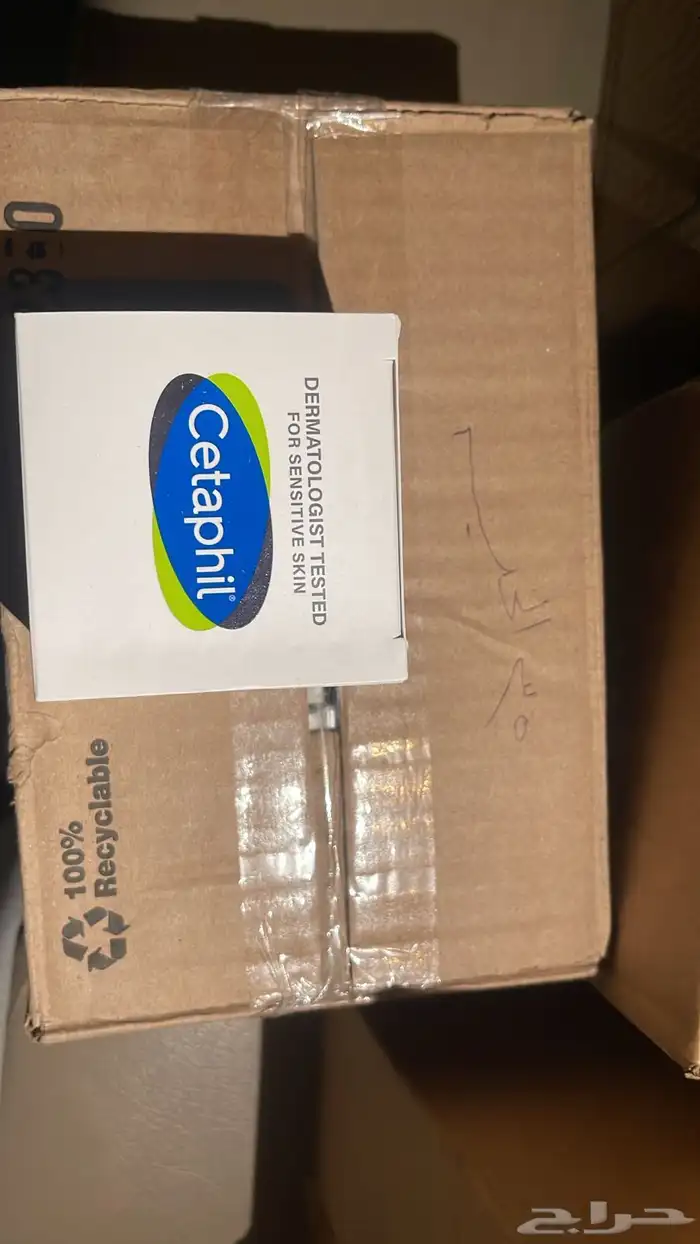 Cetaphil®
DERMATOLOGIST TESTED
FOR SENSITIVE SKIN
100%
Recyclable
حراج